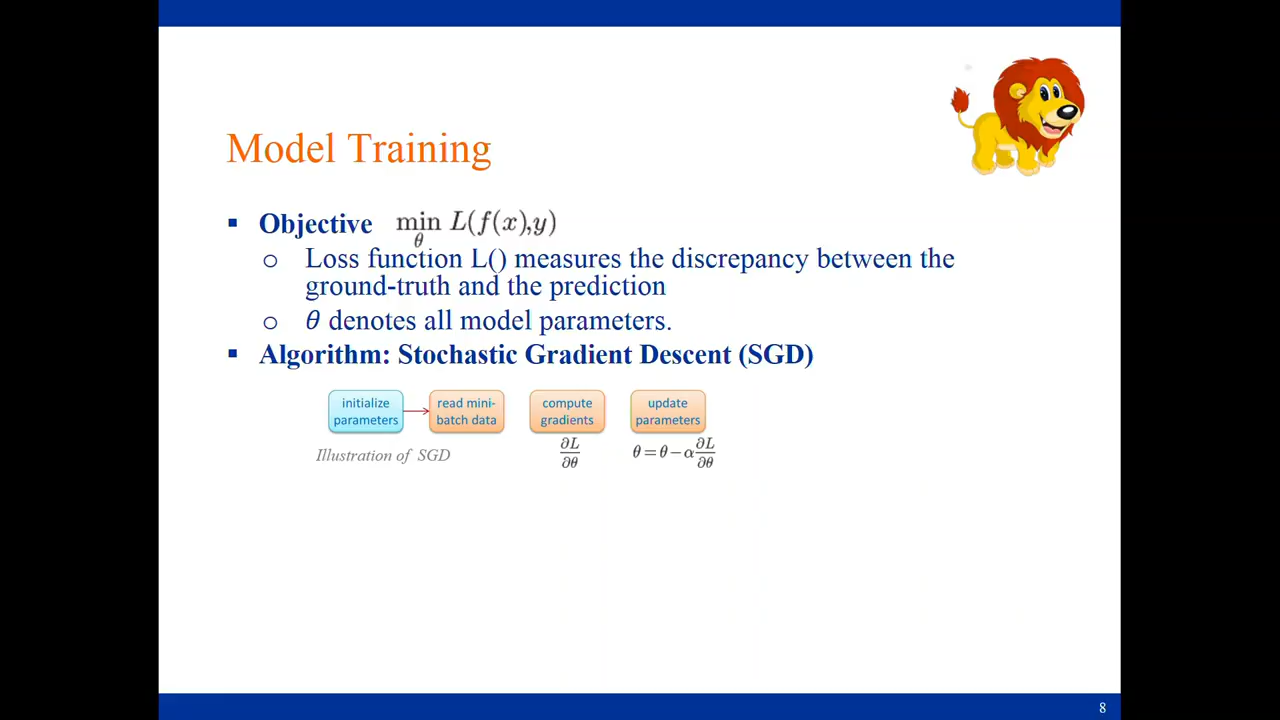 Model Training
▪ Objective min_θ L(f(x),y)
o Loss function L() measures the discrepancy between the
ground-truth and the prediction
o θ denotes all model parameters.
▪ Algorithm: Stochastic Gradient Descent (SGD)
initialize
parameters
read mini-
batch data
compute
gradients
update
parameters
∂L/∂θ
θ=θ−α∂L/∂θ
Illustration of SGD
8